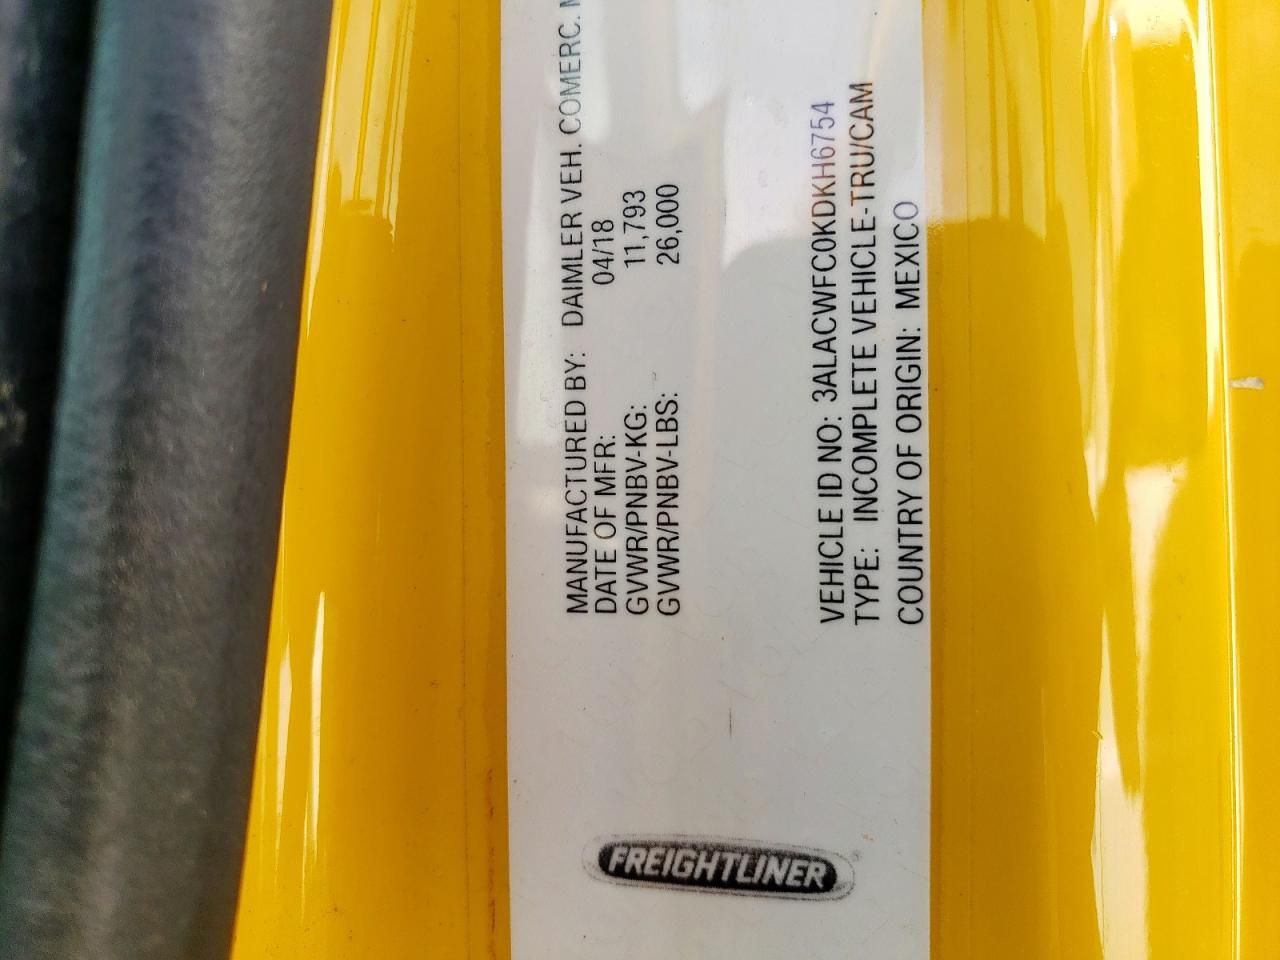 MANUFACTURED BY: DAIMLER VEH. COMERC.
DATE OF MFR: 04/18
GVWR/PNBV-KG: 11,793
GVWR/PNBV-LBS: 26,000
VEHICLE ID NO: 3ALACWFC0KDKH6754
TYPE: INCOMPLETE VEHICLE-TRU/CAM
COUNTRY OF ORIGIN: MEXICO
FREIGHTLINER